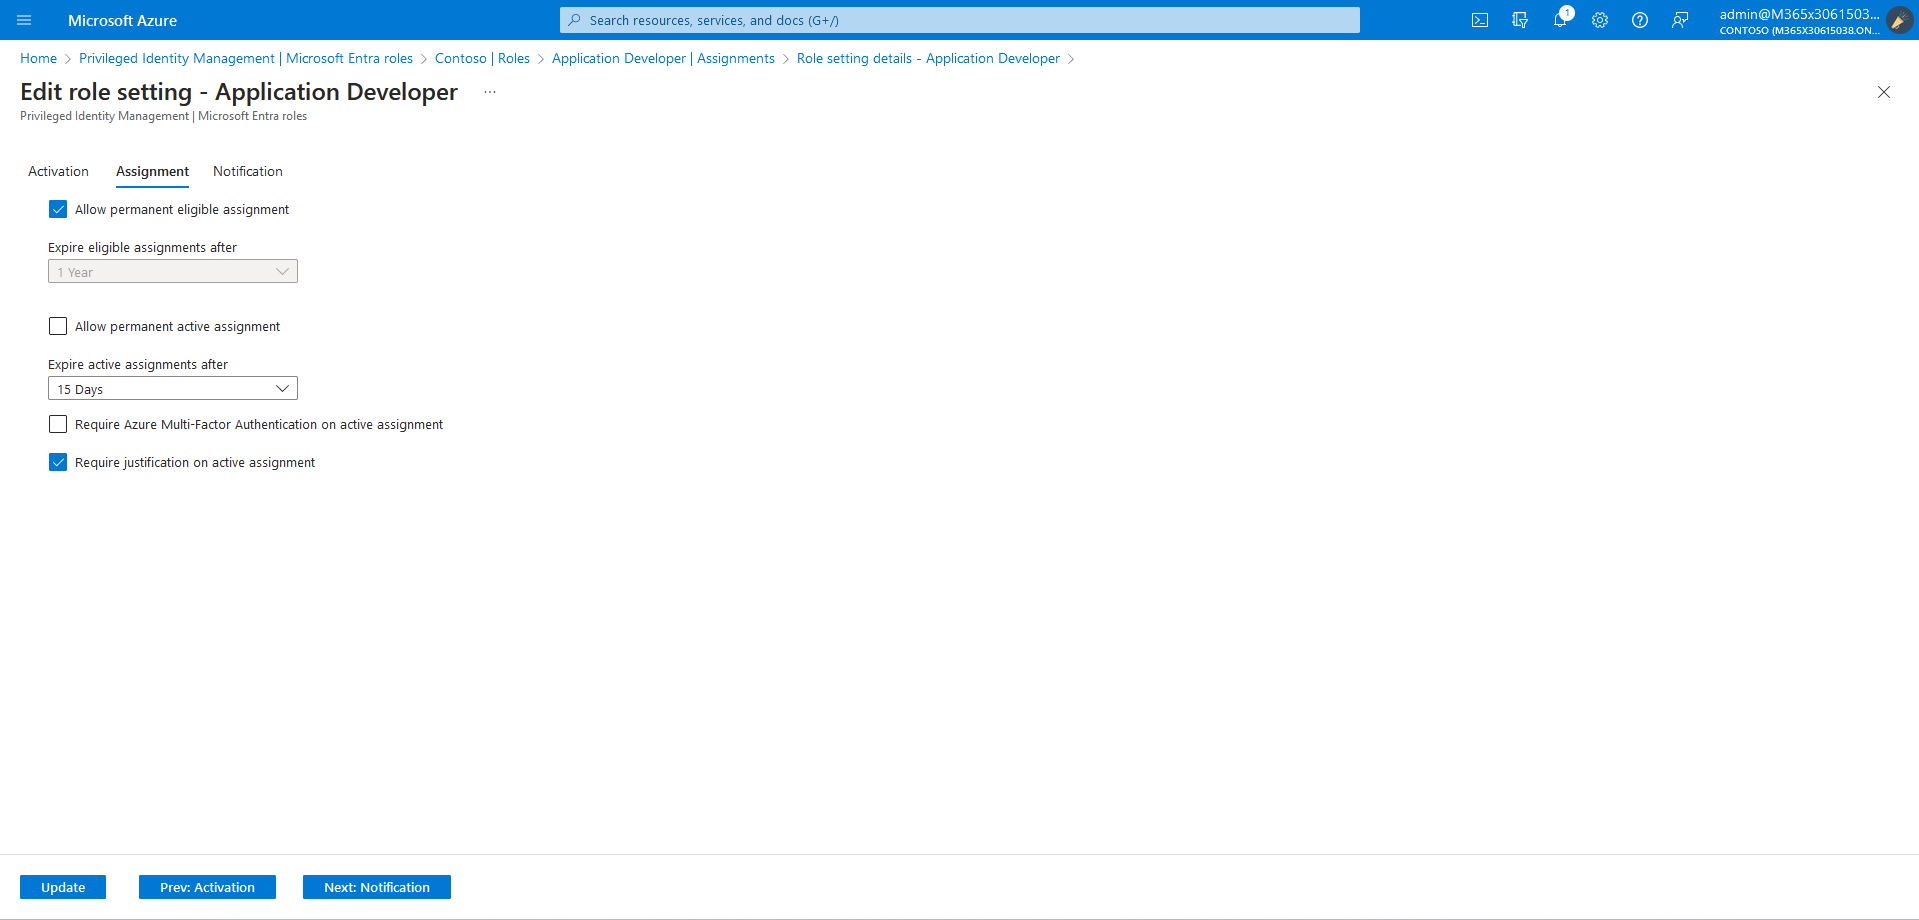 Microsoft Azure
Search resources, services, and docs (G+/)
1
admin@M365x3061503...
CONTOSO (M365X30615038.ON...
Home > Privileged Identity Management | Microsoft Entra roles > Contoso | Roles > Application Developer | Assignments > Role setting details - Application Developer >
Edit role setting - Application Developer ...
Privileged Identity Management | Microsoft Entra roles
Activation Assignment Notification
Allow permanent eligible assignment
Expire eligible assignments after
1 Year
Allow permanent active assignment
Expire active assignments after
15 Days
Require Azure Multi-Factor Authentication on active assignment
Require justification on active assignment
Update Prev: Activation Next: Notification